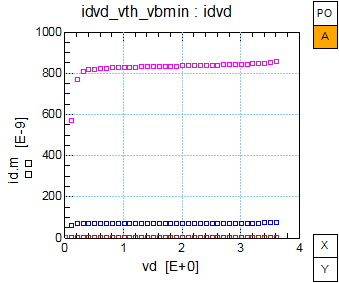 idvd_vth_vbmin : idvd
PO
A
1000
800
600
400
200
0
id.m [E-9]
0 1 2 3 4
vd [E+0]
X
Y